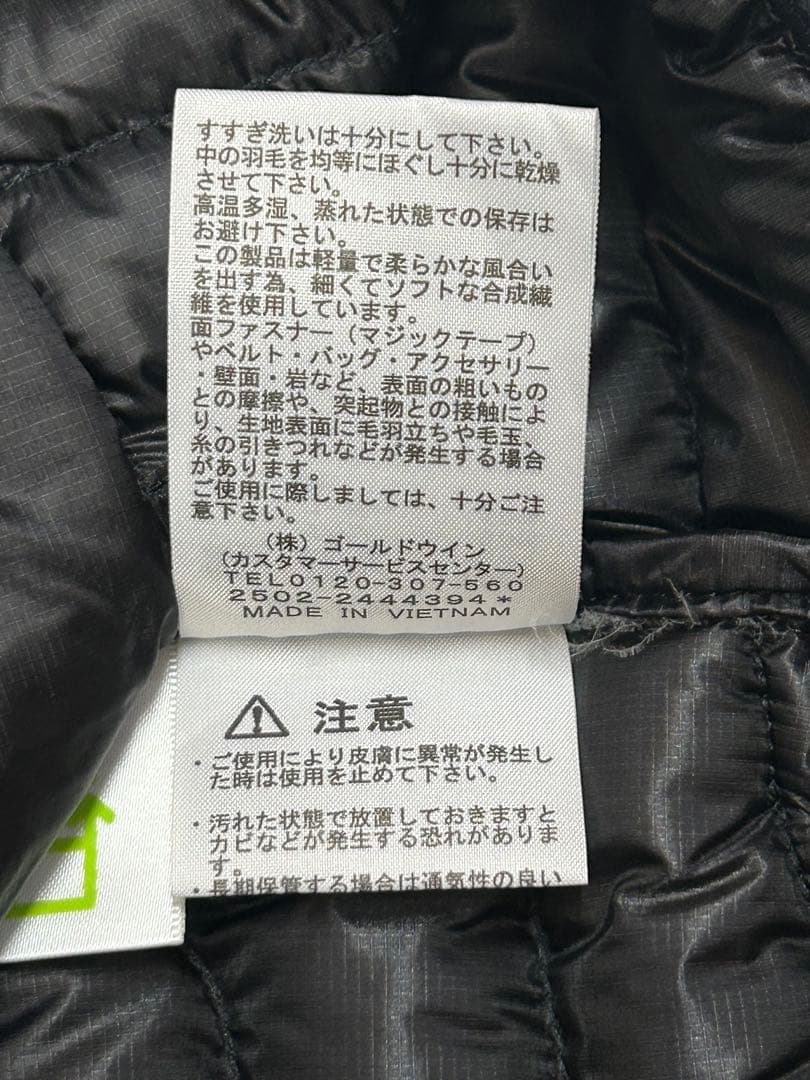 すすぎ洗いは十分にして下さい。
中の羽毛を均等にほぐし十分に乾燥
させて下さい。
高温多湿、蒸れた状態での保存は
お避け下さい。
この製品は軽量で柔らかな風合い
を出す為、細くてソフトな合成繊
維を使用しています。
面ファスナー（マジックテープ）
やベルト・バッグ・アクセサリー
・壁面・岩など、表面の粗いもの
との摩擦や、突起物との接触によ
り、生地表面に毛羽立ちや毛玉、
糸の引きつれなどが発生する場合
があります。
ご使用に際しましては、十分ご注
意下さい。
（株）ゴールドウイン
(カスタマーサービスセンター)
TEL0120-307-560
2502-2444394*
MADE IN VIETNAM
注意
・ご使用により皮膚に異常が発生し
た時は使用を止めて下さい。
・汚れた状態で放置しておきますと
カビなどが発生する恐れがありま
す。
・長期保管する場合は通気性の良い